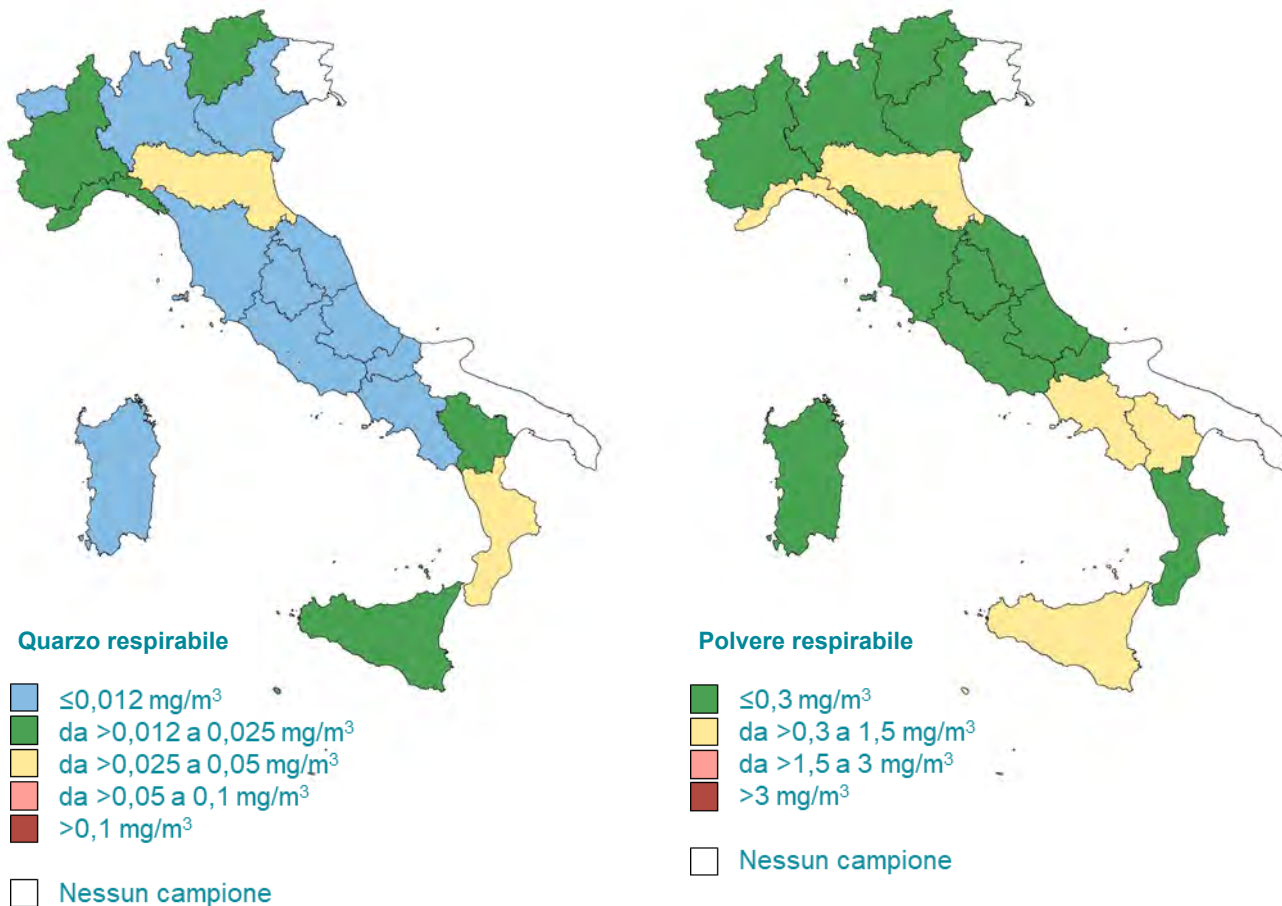 Quarzo respirabile
≤0,012 mg/m³
da >0,012 a 0,025 mg/m³
da >0,025 a 0,05 mg/m³
da >0,05 a 0,1 mg/m³
>0,1 mg/m³
Nessun campione
Polvere respirabile
≤0,3 mg/m³
da >0,3 a 1,5 mg/m³
da >1,5 a 3 mg/m³
>3 mg/m³
Nessun campione